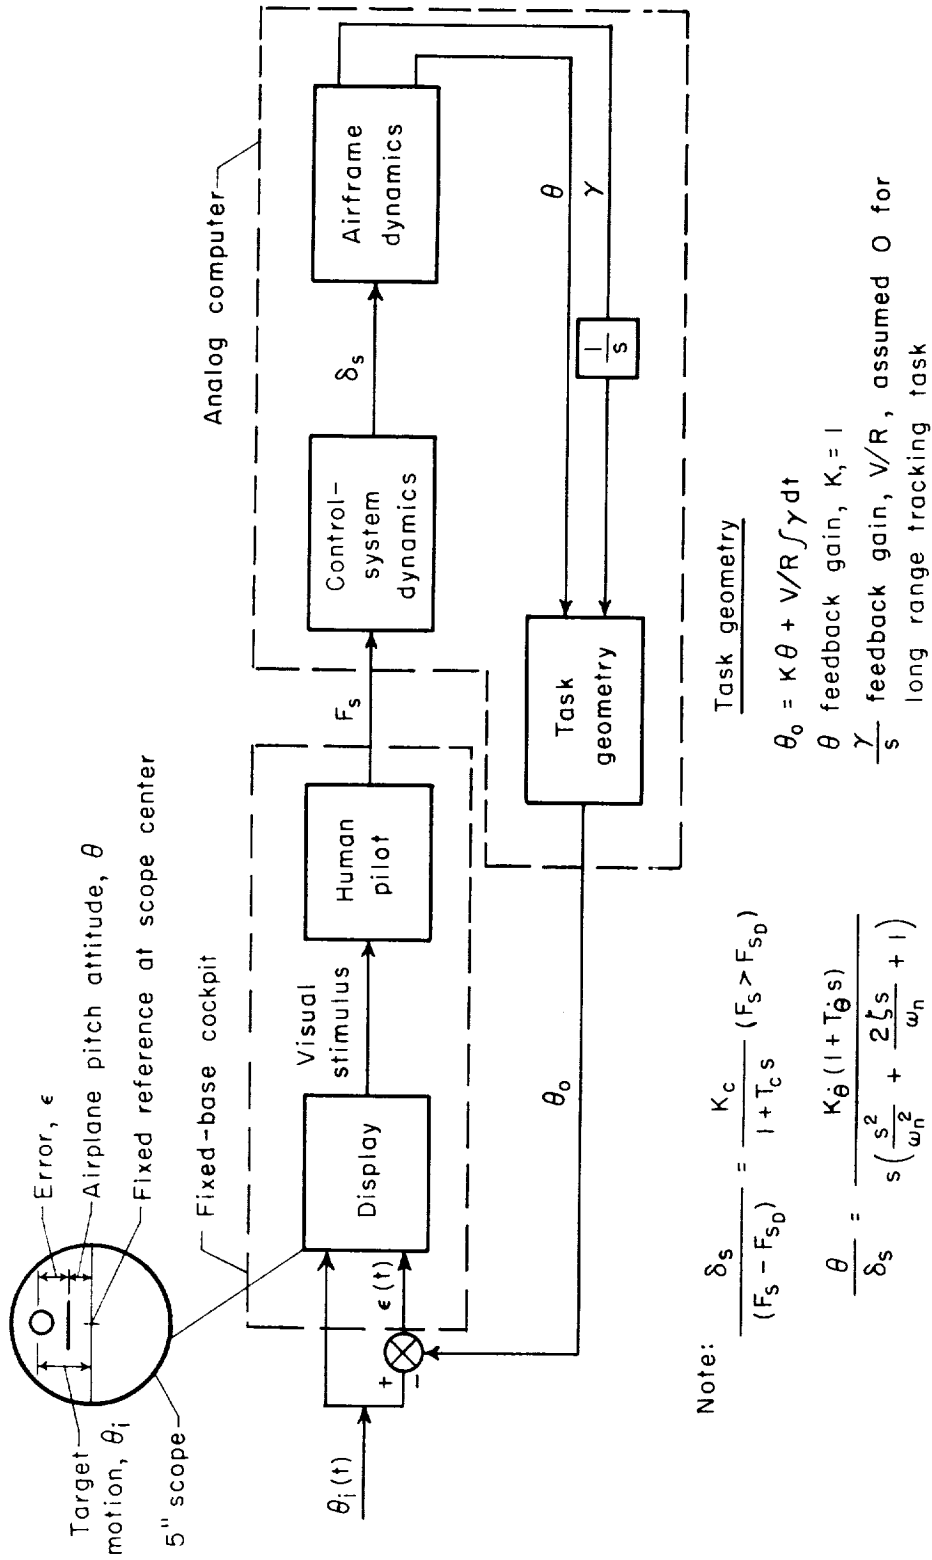 Target
motion, θi
5" scope
Error, ε
Airplane pitch attitude, θ
Fixed reference at scope center
Fixed-base cockpit
Analog computer
θi(t)
+
−
ε(t)
Display
Visual
stimulus
Human
pilot
Fs
Control-
system
dynamics
δs
Airframe
dynamics
θ
γ
1/s
Task
geometry
θo
Note: δs/(Fs − FsD) = Kc/(1 + Tc s) (Fs > FsD)
θ/δs = Kθ̇(1 + Tθ̇ s)/s(s²/ωn² + 2ζs/ωn + 1)
Task geometry
θo = Kθ + V/R ∫γ dt
θ feedback gain, K, = 1
γ/s feedback gain, V/R, assumed 0 for
long range tracking task